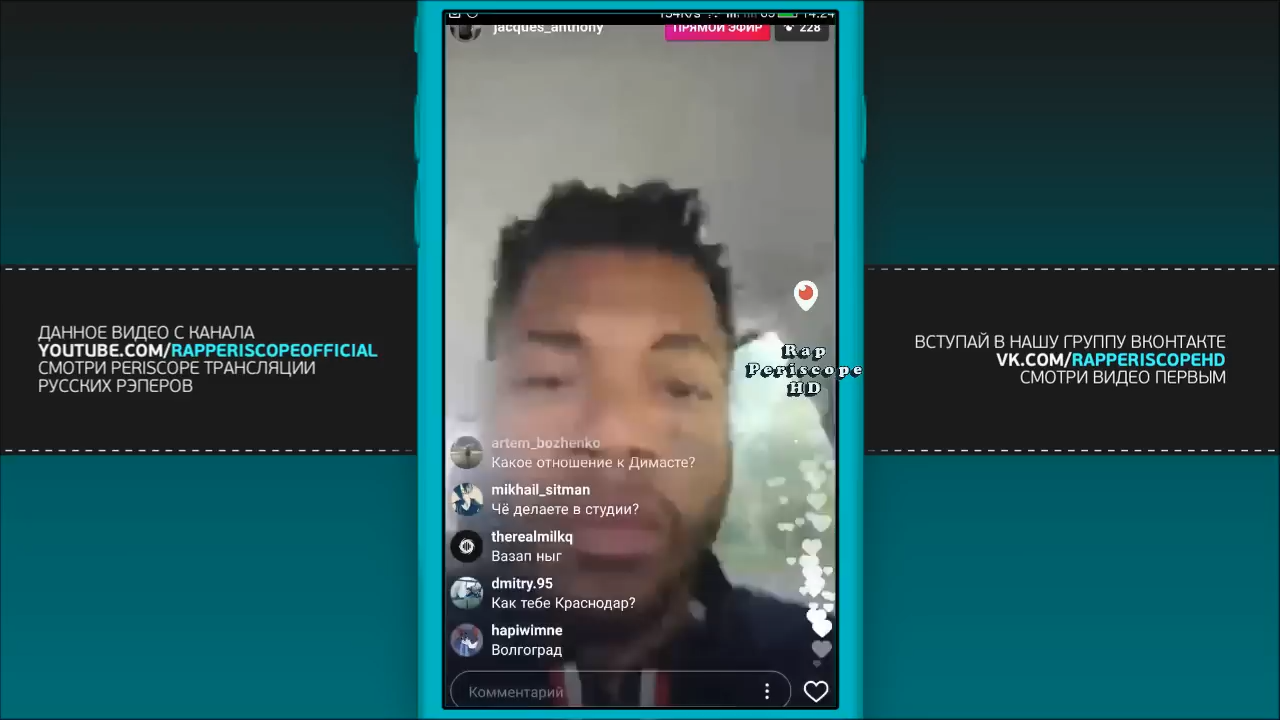 14:24
jacques_anthony
ПРЯМОЙ ЭФИР
228
ДАННОЕ ВИДЕО С КАНАЛА
YOUTUBE.COM/RAPPERISCOPEOFFICIAL
СМОТРИ PERISCOPE ТРАНСЛЯЦИИ
РУССКИХ РЭПЕРОВ
ВСТУПАЙ В НАШУ ГРУППУ ВКОНТАКТЕ
VK.COM/RAPPERISCOPEHD
СМОТРИ ВИДЕО ПЕРВЫМ
Rap
Periscope
HD
artem_bozhenko
Какое отношение к Димасте?
mikhail_sitman
Чё делаете в студии?
therealmilkq
Вазап ныг
dmitry.95
Как тебе Краснодар?
hapiwimne
Волгоград
Комментарий